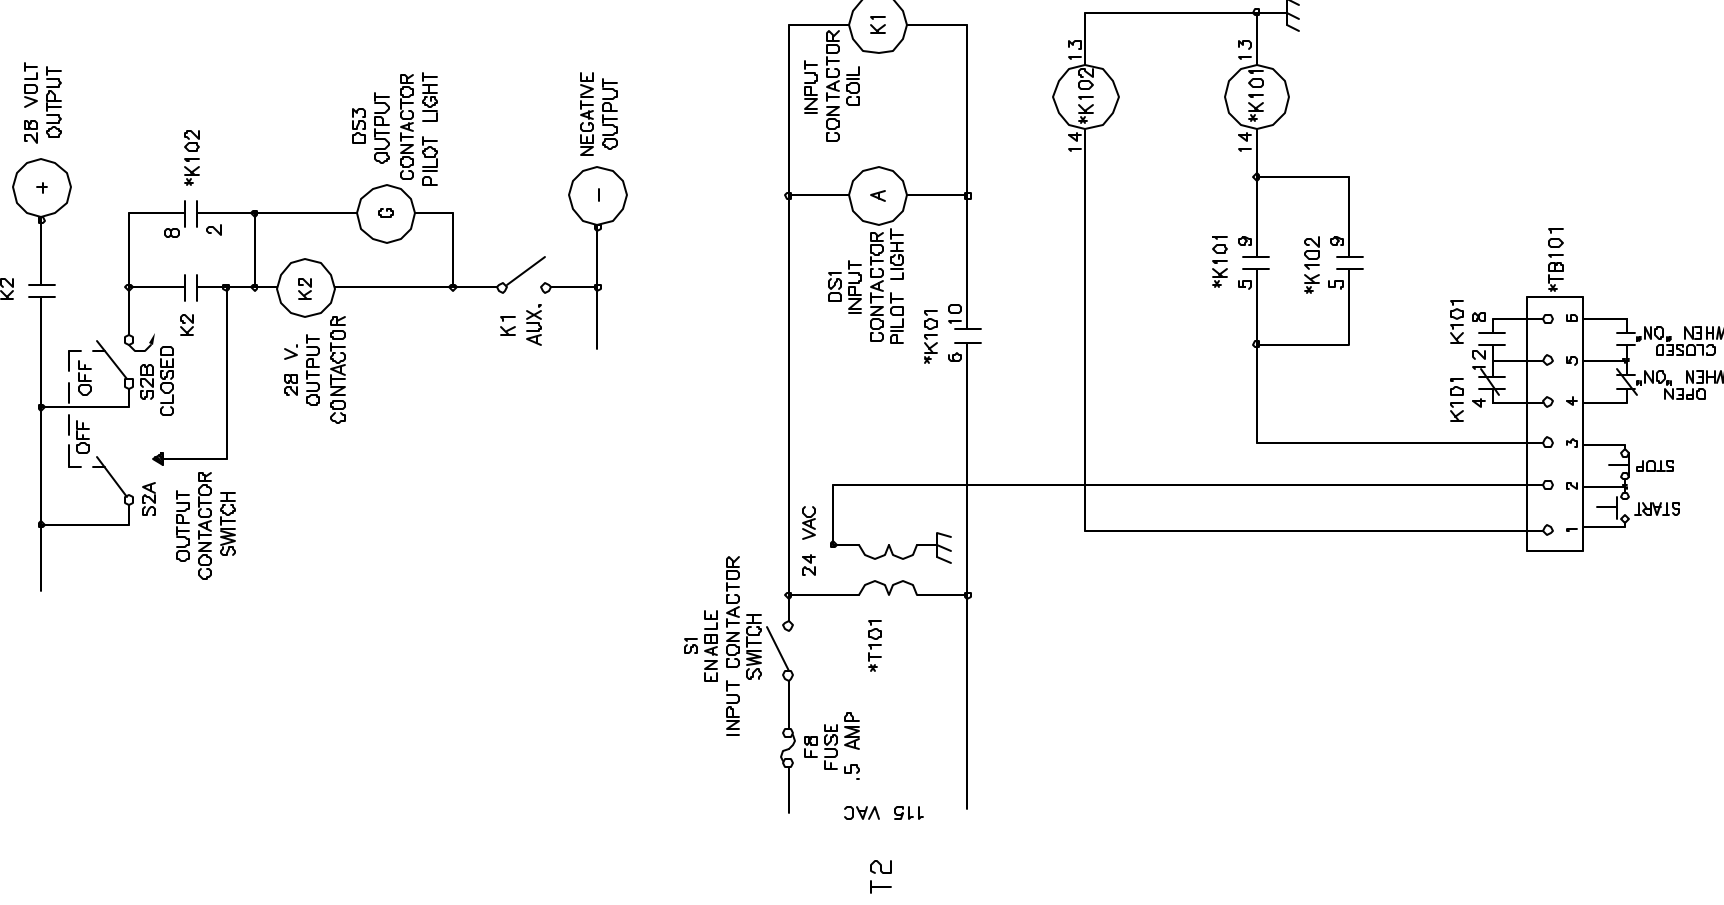 28 VOLT
OUTPUT
+
K2
*K102
8
2
K2
K2
28 V.
OUTPUT
CONTACTOR
DS3
OUTPUT
CONTACTOR
PILOT LIGHT
G
NEGATIVE
OUTPUT
-
K1
AUX.
OFF
S2B
CLOSED
OFF
S2A
OUTPUT
CONTACTOR
SWITCH
K1
INPUT
CONTACTOR
COIL
A
DS1
INPUT
CONTACTOR
PILOT LIGHT
*K101
6
10
24 VAC
*T101
S1
ENABLE
INPUT CONTACTOR
SWITCH
F8
FUSE
.5 AMP
115 VAC
T2
13
*K102
14
13
*K101
14
*K101
5
9
*K102
5
9
*TB101
K101
8
12
K101
4
6
5
4
3
2
1
CLOSED
WHEN "ON"
OPEN
WHEN "ON"
STOP
START